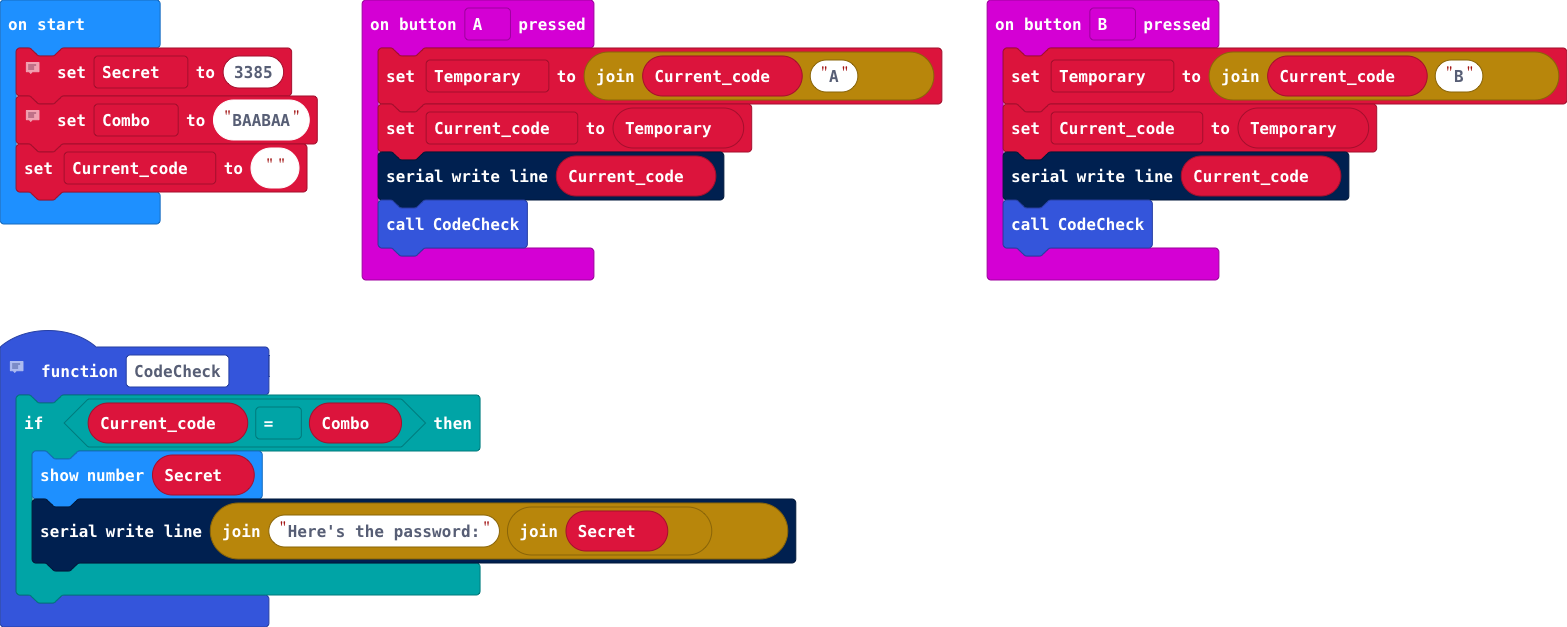 on start
set Secret to 3385
set Combo to "BAABAA"
set Current_code to " "
on button A pressed
set Temporary to join Current_code "A"
set Current_code to Temporary
serial write line Current_code
call CodeCheck
on button B pressed
set Temporary to join Current_code "B"
set Current_code to Temporary
serial write line Current_code
call CodeCheck
function CodeCheck
if Current_code = Combo then
show number Secret
serial write line join "Here's the password:" join Secret